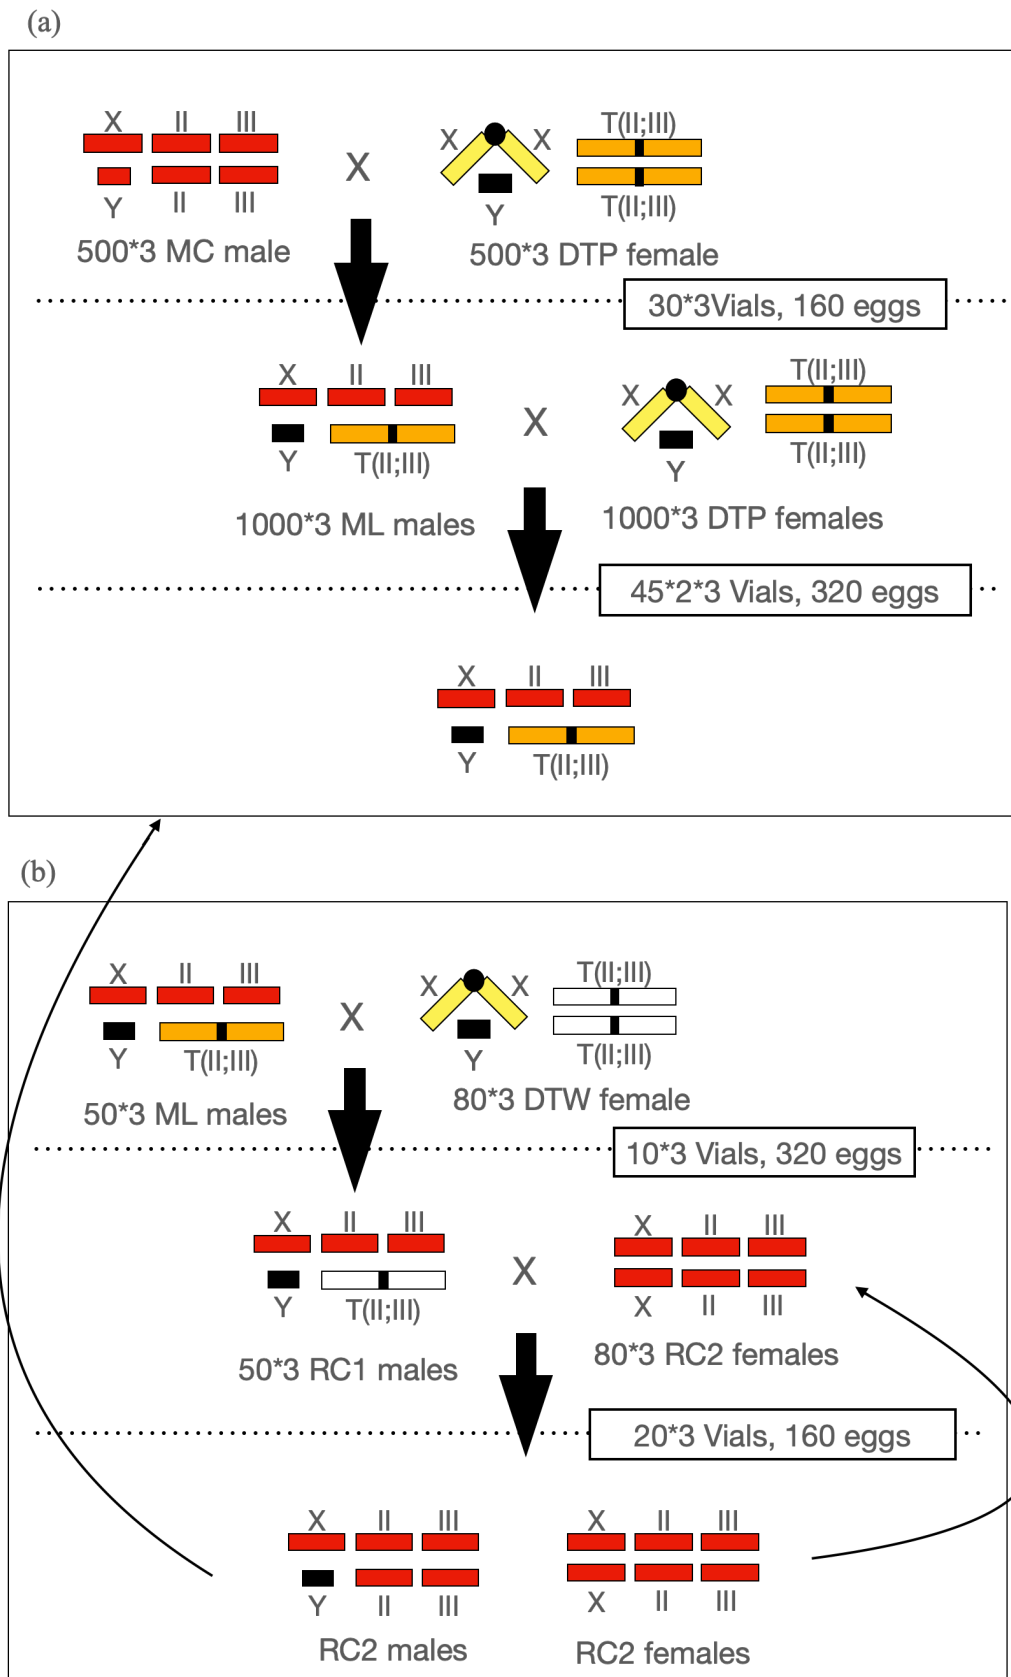 (a)
X II III
X X T(II;III)
X
Y II III
Y T(II;III)
500*3 MC male
500*3 DTP female
30*3Vials, 160 eggs
X II III
X X T(II;III)
X
Y T(II;III)
Y T(II;III)
1000*3 ML males
1000*3 DTP females
45*2*3 Vials, 320 eggs
X II III
Y T(II;III)
(b)
X II III
X X T(II;III)
X
Y T(II;III)
Y T(II;III)
50*3 ML males
80*3 DTW female
10*3 Vials, 320 eggs
X II III
X II III
X
Y T(II;III)
X II III
50*3 RC1 males
80*3 RC2 females
20*3 Vials, 160 eggs
X II III
X II III
Y II III
X II III
RC2 males
RC2 females